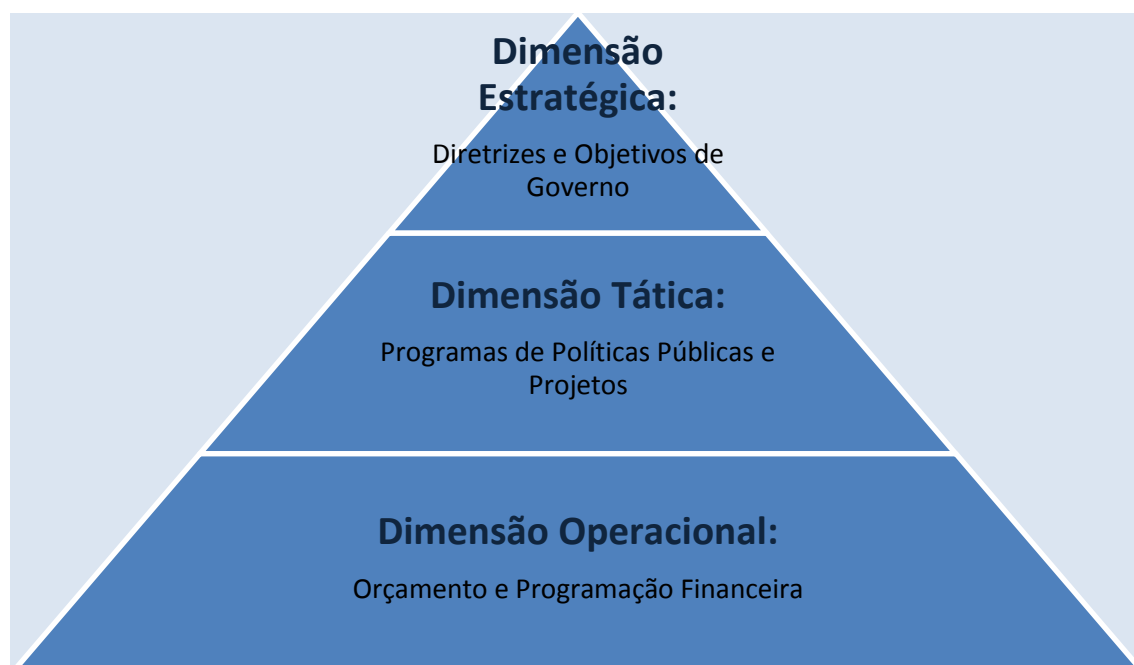 Dimensão
Estratégica:
Diretrizes e Objetivos de
Governo
Dimensão Tática:
Programas de Políticas Públicas e
Projetos
Dimensão Operacional:
Orçamento e Programação Financeira